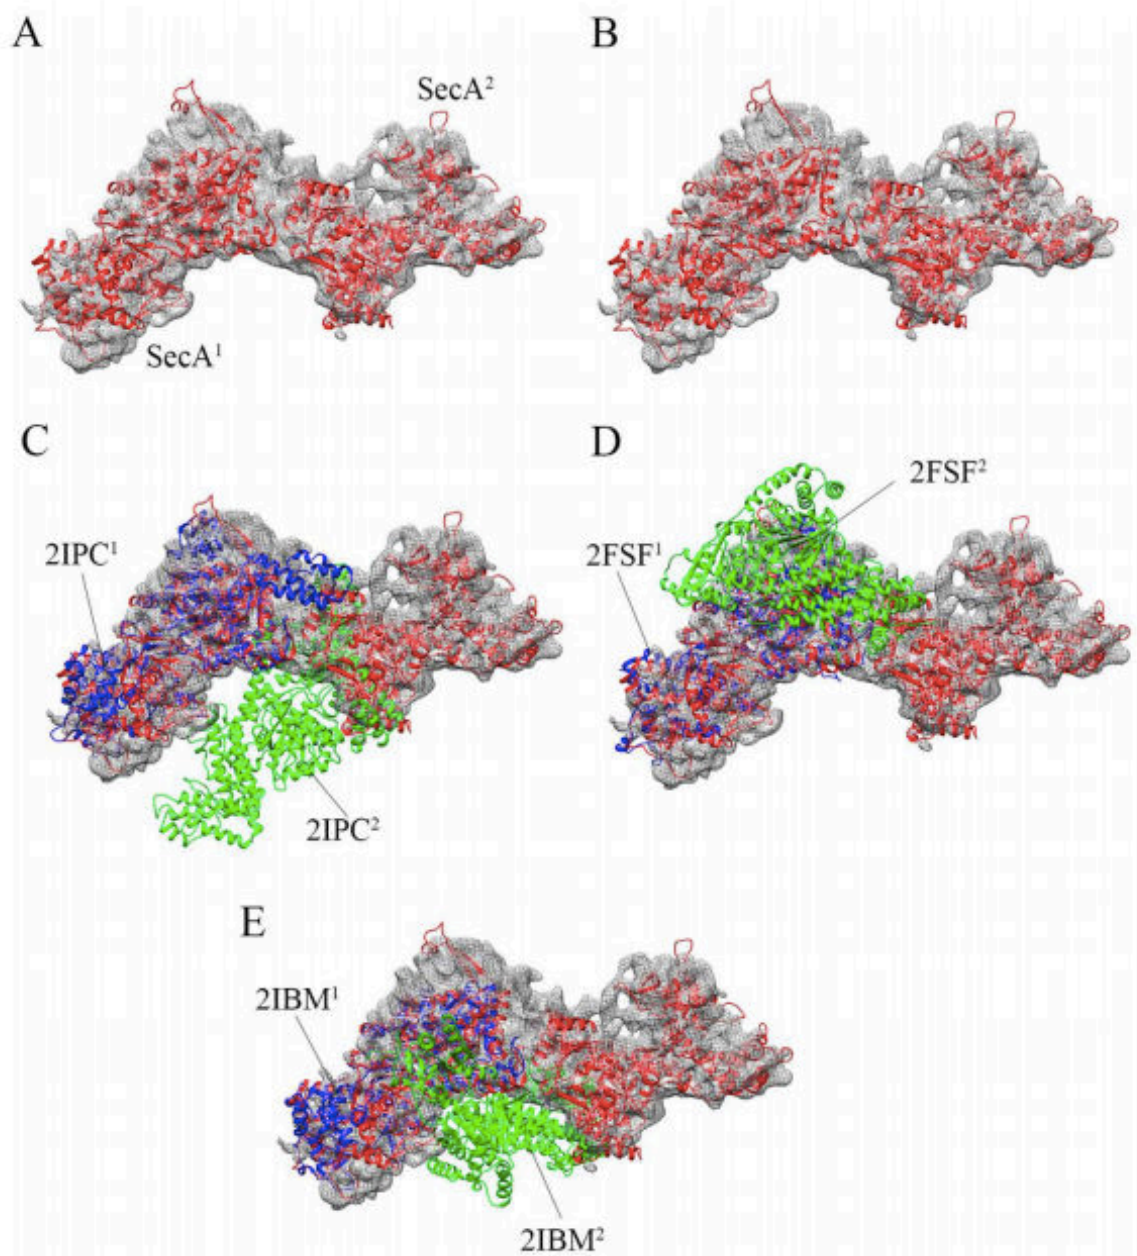 A
B
SecA²
SecA¹
C
D
2FSF²
2IPC¹
2FSF¹
2IPC²
E
2IBM¹
2IBM²